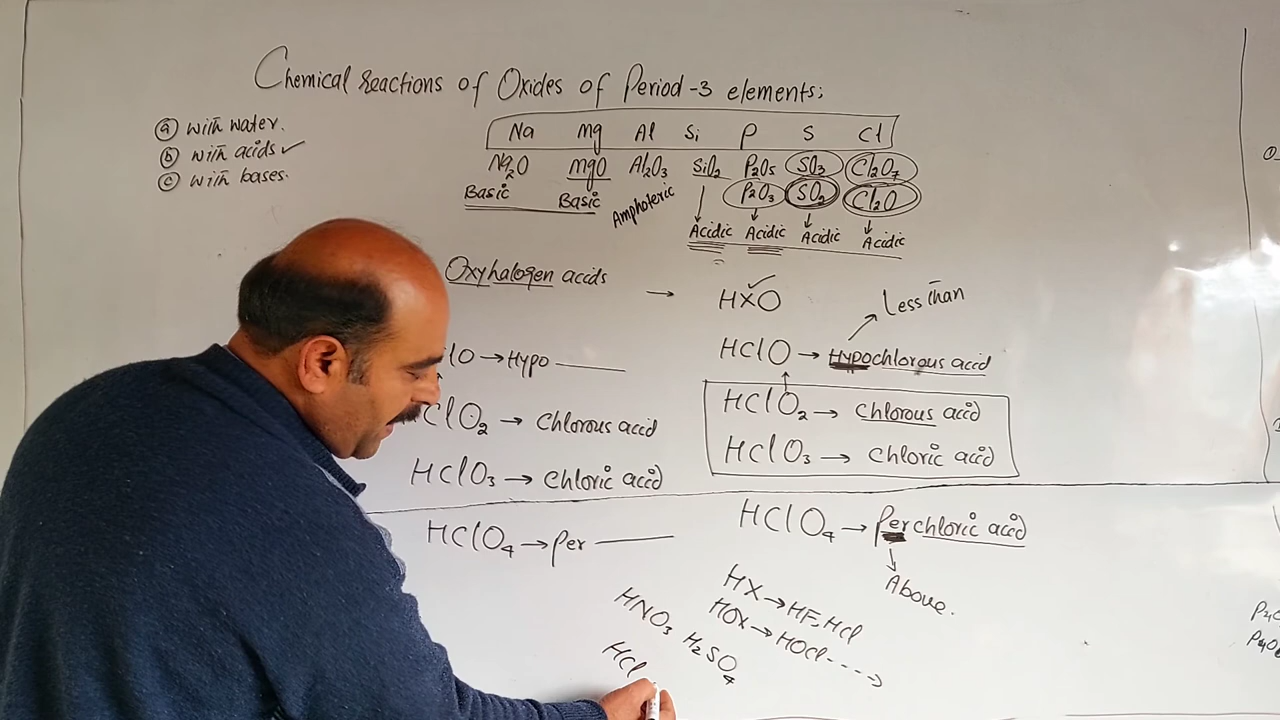 Chemical reactions of Oxides of Period-3 elements;
ⓐ with water.
ⓑ with acids ✓
ⓒ with bases.
Na Mg Al Si P S Cl
Na₂O MgO Al₂O₃ SiO₂ P₂O₅ SO₃ Cl₂O₇
P₂O₃ SO₂ Cl₂O
Basic Basic Amphoteric Acidic Acidic Acidic Acidic
Oxyhalogen acids → HXO ✓
Less than
lO → Hypo
HClO → HYPOchlorous acid
ClO₂ → Chlorous acid
HClO₂ → Chlorous acid
HClO₃ → Chloric acid
HClO₃ → Chloric acid
HClO₄ → per
HClO₄ → perchloric acid
Above.
HX → HF, HCl
HOX → HOCl ---->
HNO₃ H₂SO₄
HCl